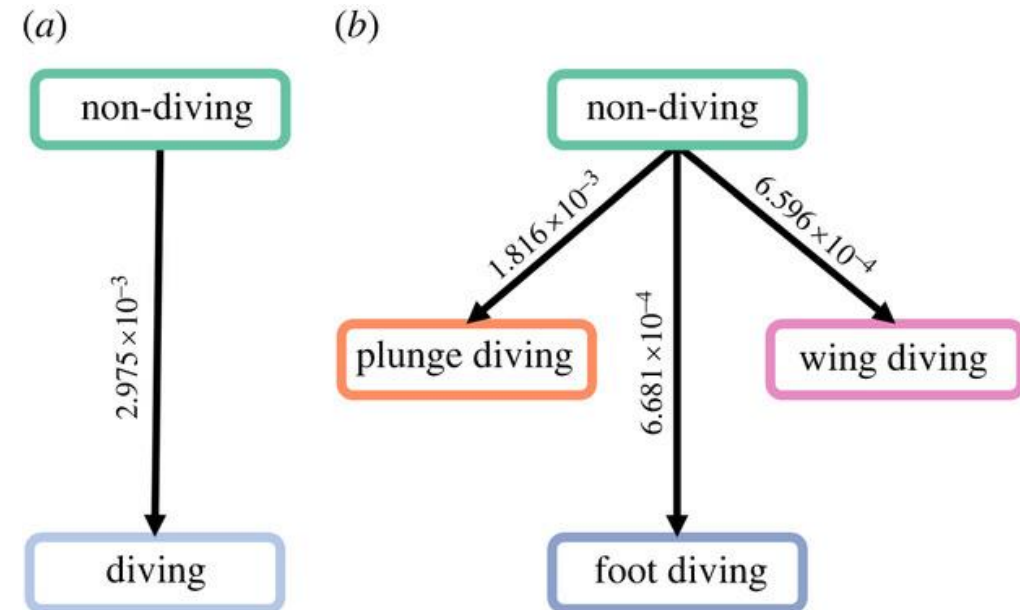 (a)
non-diving
2.975×10⁻³
diving
(b)
non-diving
1.816×10⁻³
6.681×10⁻⁴
6.596×10⁻⁴
plunge diving
wing diving
foot diving